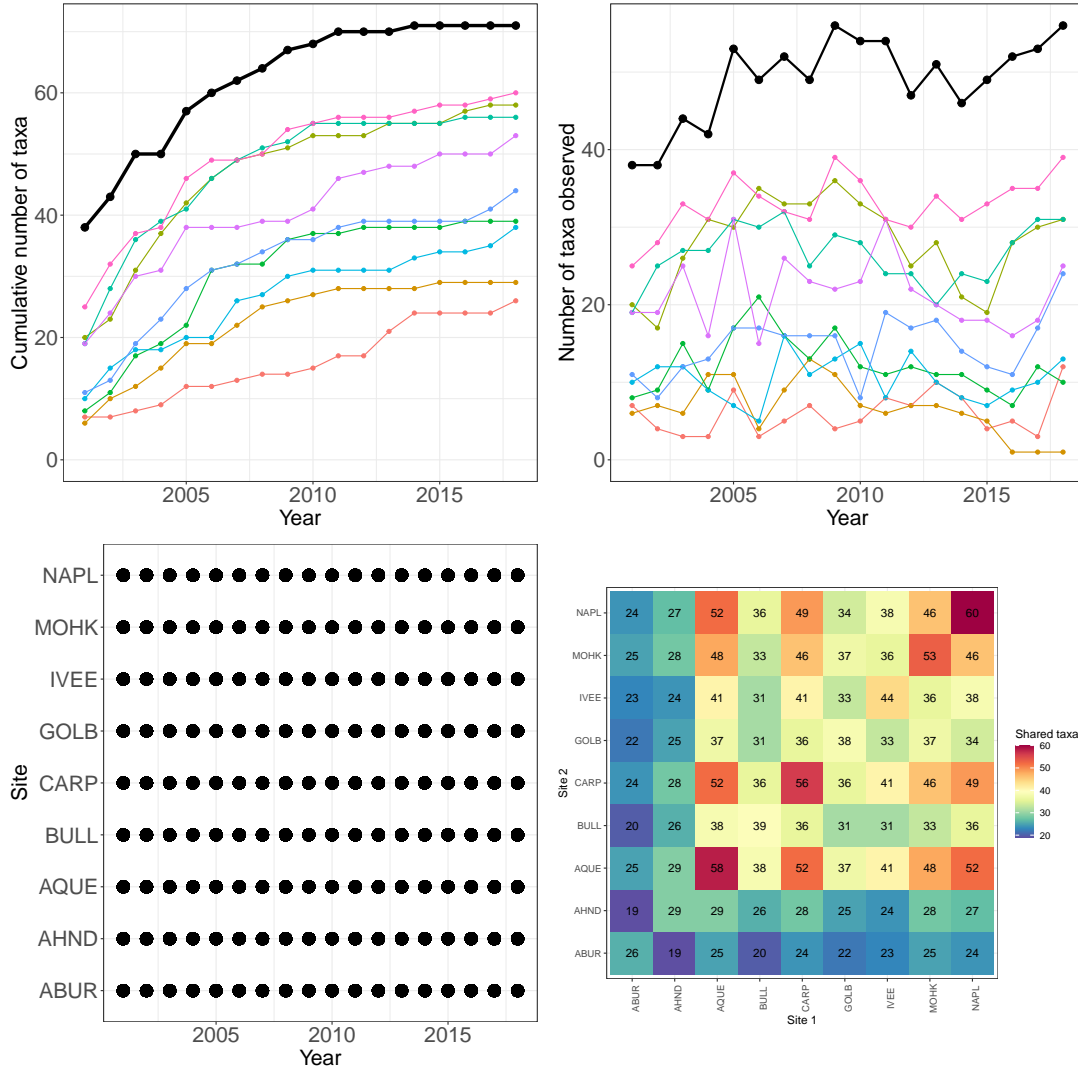 Cumulative number of taxa
60
40
20
0
2005 2010 2015
Year
Number of taxa observed
40
20
0
2005 2010 2015
Year
Site
NAPL
MOHK
IVEE
GOLB
CARP
BULL
AQUE
AHND
ABUR
2005 2010 2015
Year
Site 2
NAPL 24 27 52 36 49 34 38 46 60
MOHK 25 28 48 33 46 37 36 53 46
IVEE 23 24 41 31 41 33 44 36 38
GOLB 22 25 37 31 36 38 33 37 34
CARP 24 28 52 36 56 36 41 46 49
BULL 20 26 38 39 36 31 31 33 36
AQUE 25 29 58 38 52 37 41 48 52
AHND 19 29 29 26 28 25 24 28 27
ABUR 26 19 25 20 24 22 23 25 24
ABUR AHND AQUE BULL CARP GOLB IVEE MOHK NAPL
Site 1
Shared taxa
60
50
40
30
20